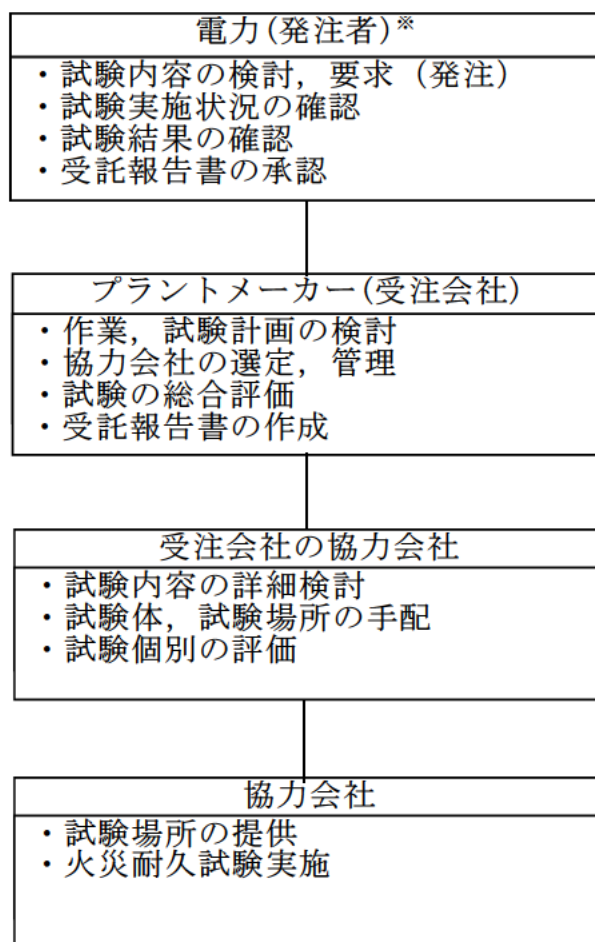 電力(発注者)※
・試験内容の検討，要求（発注）
・試験実施状況の確認
・試験結果の確認
・受託報告書の承認
プラントメーカー(受注会社)
・作業，試験計画の検討
・協力会社の選定，管理
・試験の総合評価
・受託報告書の作成
受注会社の協力会社
・試験内容の詳細検討
・試験体，試験場所の手配
・試験個別の評価
協力会社
・試験場所の提供
・火災耐久試験実施